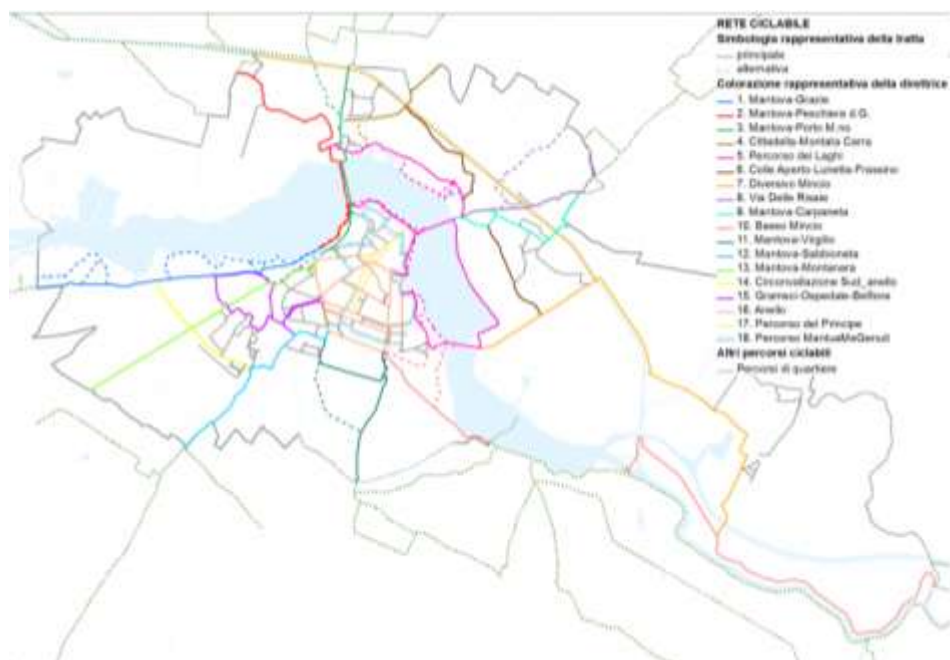 RETE CICLABILE
Simbologia rappresentativa della tratta
principale
alternativa
Colorazione rappresentativa della direttrice
1. Mantova-Grazie
2. Mantova-Peschiera d.G.
3. Mantova-Porto M.no
4. Cittadella-Montata Carra
5. Percorso dei Laghi
6. Colle Aperto Lunetta Frassino
7. Diversivo Mincio
8. Via Delle Risaie
9. Mantova-Carpaneta
10. Basso Mincio
11. Mantova-Virgilio
12. Mantova-Sabbioneta
13. Mantova-Montanara
14. Circonvallazione Sud_anello
15. Gramsci-Ospedale-Belfiore
16. Anello
17. Percorso del Principe
18. Percorso MantuaMeGenuit
Altri percorsi ciclabili
Percorsi di quartiere